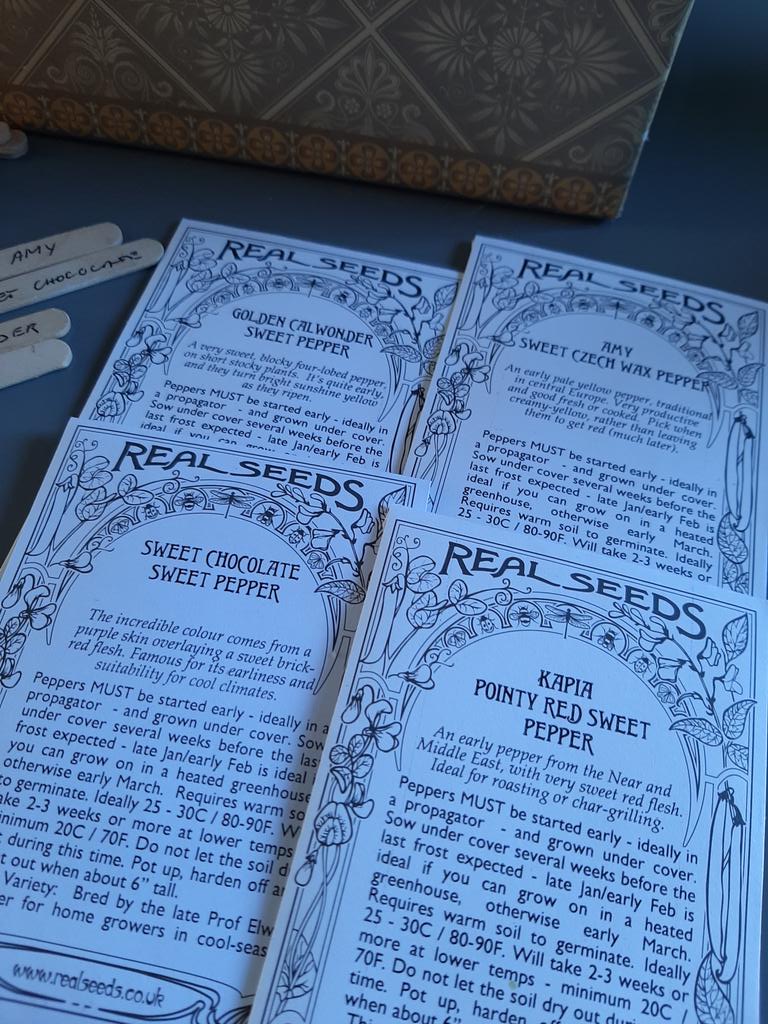 AMY
CHOCOLATE
DER
REAL SEEDS
GOLDEN CAL WONDER
SWEET PEPPER
A very sweet, blocky four-lobed pepper,
on short stocky plants. It's quite early,
and they turn bright sunshine yellow
as they ripen.
Peppers MUST be started early - ideally in
a propagator - and grown under cover.
Sow under cover several weeks before the
last frost expected - late Jan/early Feb is
ideal if you can grow
REAL SEEDS
AMY
SWEET CZECH WAX PEPPER
An early pale yellow pepper, traditional
in central Europe. Very productive
and good fresh or cooked. Pick when
creamy-yellow, rather than leaving
them to get red (much later).
Peppers MUST be started early - ideally in
a propagator - and grown under cover.
Sow under cover several weeks before the
last frost expected - late Jan/early Feb is
ideal if you can grow on in a heated
greenhouse, otherwise early March.
Requires warm soil to germinate. Ideally
25 - 30C / 80-90F. Will take 2-3 weeks or
REAL SEEDS
SWEET CHOCOLATE
SWEET PEPPER
The incredible colour comes from a
purple skin overlaying a sweet brick-
red flesh. Famous for its earliness and
suitability for cool climates.
Peppers MUST be started early - ideally in a
propagator - and grown under cover. Sow
under cover several weeks before the las
frost expected - late Jan/early Feb is ideal
you can grow on in a heated greenhouse
otherwise early March. Requires warm so
to germinate. Ideally 25 - 30C / 80-90F. W
ake 2-3 weeks or more at lower temps
inimum 20C / 70F. Do not let the soil d
t during this time. Pot up, harden off a
t out when about 6" tall.
Variety: Bred by the late Prof Elw
er for home growers in cool-seas
www.realseeds.co.uk
REAL SEEDS
KAPIA
POINTY RED SWEET
PEPPER
An early pepper from the Near and
Middle East, with very sweet red flesh.
Ideal for roasting or char-grilling.
Peppers MUST be started early - ideally in
a propagator - and grown under cover.
Sow under cover several weeks before the
last frost expected - late Jan/early Feb is
ideal if you can grow on in a heated
greenhouse, otherwise early March.
Requires warm soil to germinate. Ideally
25 - 30C / 80-90F. Will take 2-3 weeks or
more at lower temps - minimum 20C /
70F. Do not let the soil dry out during
time. Pot up, harden off
when about 6"